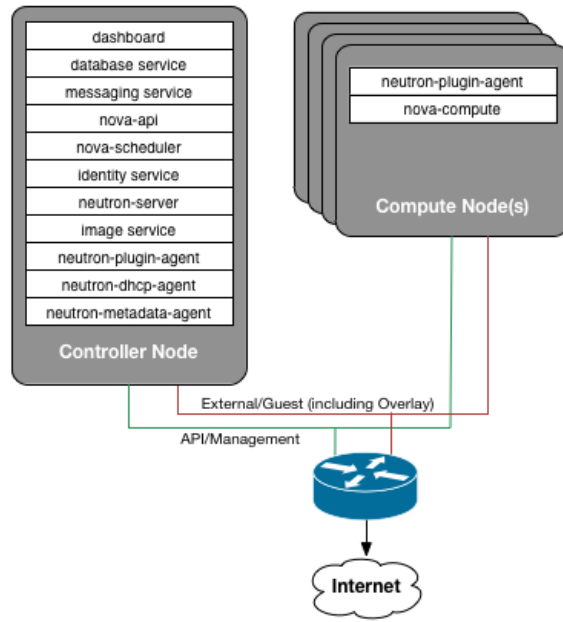 dashboard
database service
messaging service
nova-api
nova-scheduler
identity service
neutron-server
image service
neutron-plugin-agent
neutron-dhcp-agent
neutron-metadata-agent
Controller Node
neutron-plugin-agent
nova-compute
Compute Node(s)
External/Guest (including Overlay)
API/Management
Internet